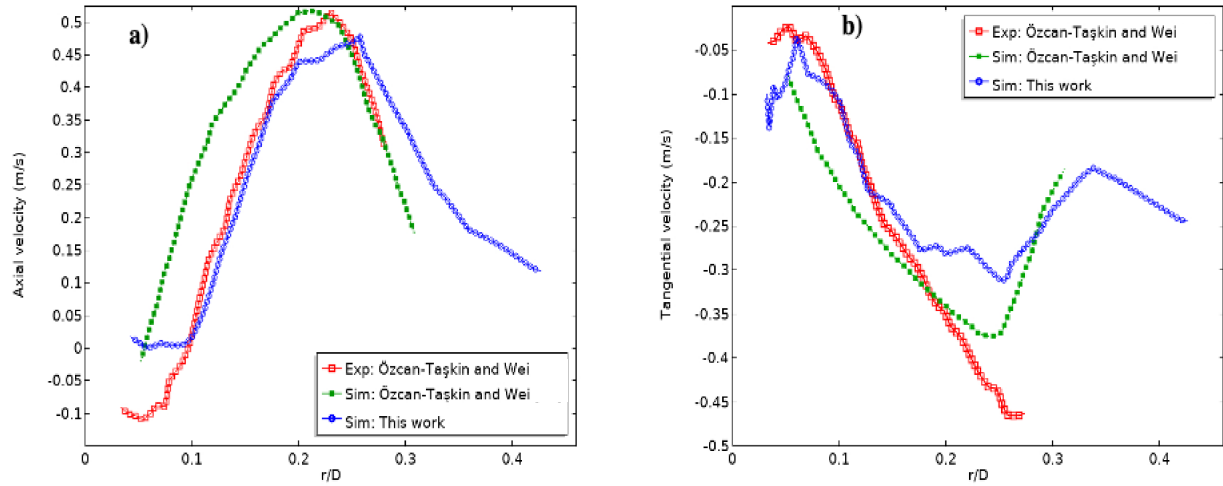 a)
0.5
0.45
0.4
0.35
0.3
0.25
0.2
0.15
0.1
0.05
0
-0.05
-0.1
Axial velocity (m/s)
Exp: Özcan-Taşkin and Wei
Sim: Özcan-Taşkin and Wei
Sim: This work
0 0.1 0.2 0.3 0.4
r/D
b)
-0.05
-0.1
-0.15
-0.2
-0.25
-0.3
-0.35
-0.4
-0.45
-0.5
Tangential velocity (m/s)
Exp: Özcan-Taşkin and Wei
Sim: Özcan-Taşkin and Wei
Sim: This work
0 0.1 0.2 0.3 0.4
r/D